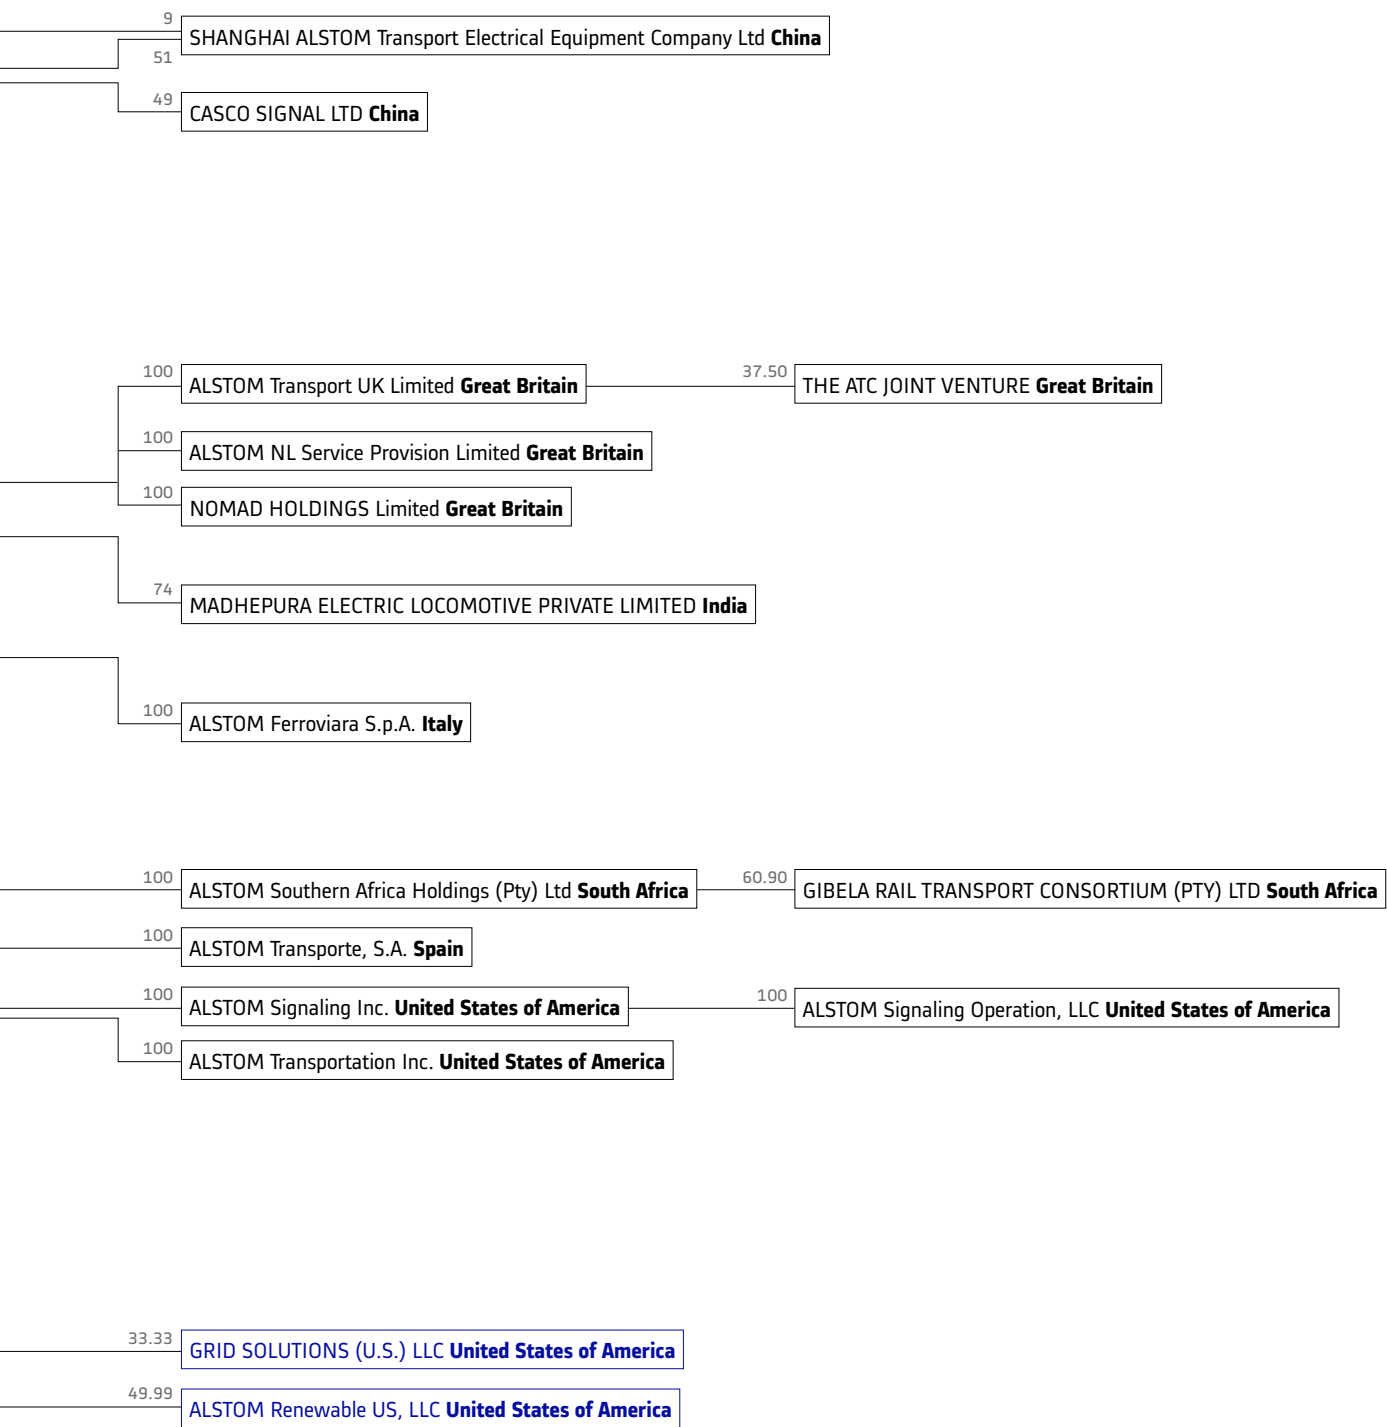 9
SHANGHAI ALSTOM Transport Electrical Equipment Company Ltd China
51
49
CASCO SIGNAL LTD China
100
ALSTOM Transport UK Limited Great Britain
37.50
THE ATC JOINT VENTURE Great Britain
100
ALSTOM NL Service Provision Limited Great Britain
100
NOMAD HOLDINGS Limited Great Britain
74
MADHEPURA ELECTRIC LOCOMOTIVE PRIVATE LIMITED India
100
ALSTOM Ferroviara S.p.A. Italy
100
ALSTOM Southern Africa Holdings (Pty) Ltd South Africa
60.90
GIBELA RAIL TRANSPORT CONSORTIUM (PTY) LTD South Africa
100
ALSTOM Transporte, S.A. Spain
100
ALSTOM Signaling Inc. United States of America
100
ALSTOM Signaling Operation, LLC United States of America
100
ALSTOM Transportation Inc. United States of America
33.33
GRID SOLUTIONS (U.S.) LLC United States of America
49.99
ALSTOM Renewable US, LLC United States of America